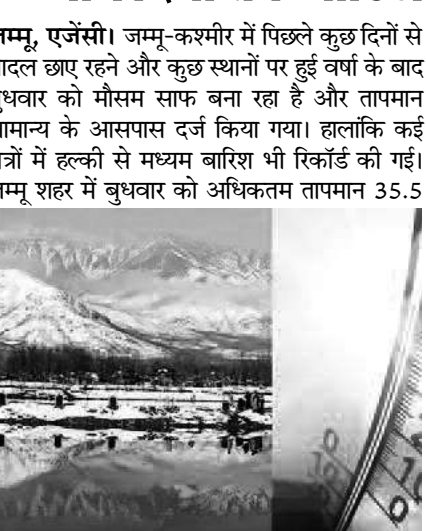 जम्मू, एजेंसी। जम्मू-कश्मीर में पिछले कुछ दिनों से
बादल छाए रहने और कुछ स्थानों पर हुई वर्षा के बाद
बुधवार को मौसम साफ बना रहा है और तापमान
सामान्य के आसपास दर्ज किया गया। हालांकि कई
क्षेत्रों में हल्की से मध्यम बारिश भी रिकॉर्ड की गई।
जम्मू शहर में बुधवार को अधिकतम तापमान 35.5